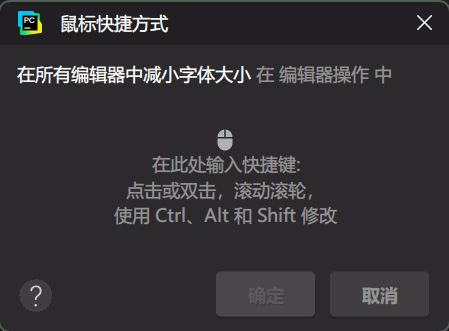 PC
鼠标快捷方式
在所有编辑器中减小字体大小 在 编辑器操作 中
在此处输入快捷键:
点击或双击，滚动滚轮，
使用 Ctrl、Alt 和 Shift 修改
?
确定
取消